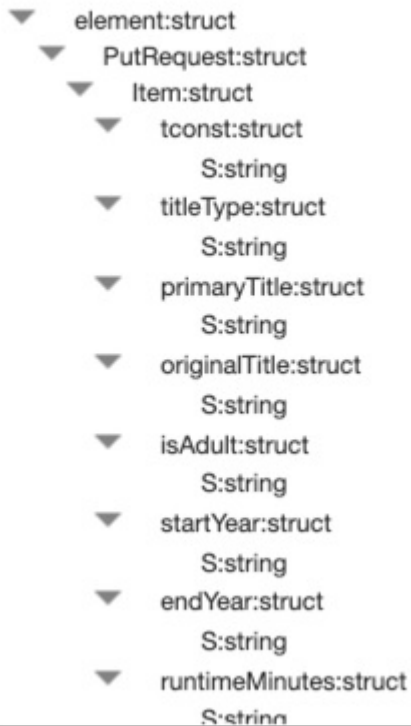 element:struct
PutRequest:struct
Item:struct
tconst:struct
S:string
titleType:struct
S:string
primaryTitle:struct
S:string
originalTitle:struct
S:string
isAdult:struct
S:string
startYear:struct
S:string
endYear:struct
S:string
runtimeMinutes:struct
S:string